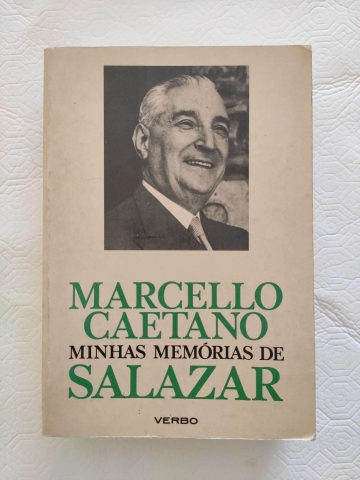 MARCELLO
CAETANO
MINHAS MEMÓRIAS DE
SALAZAR
VERBO